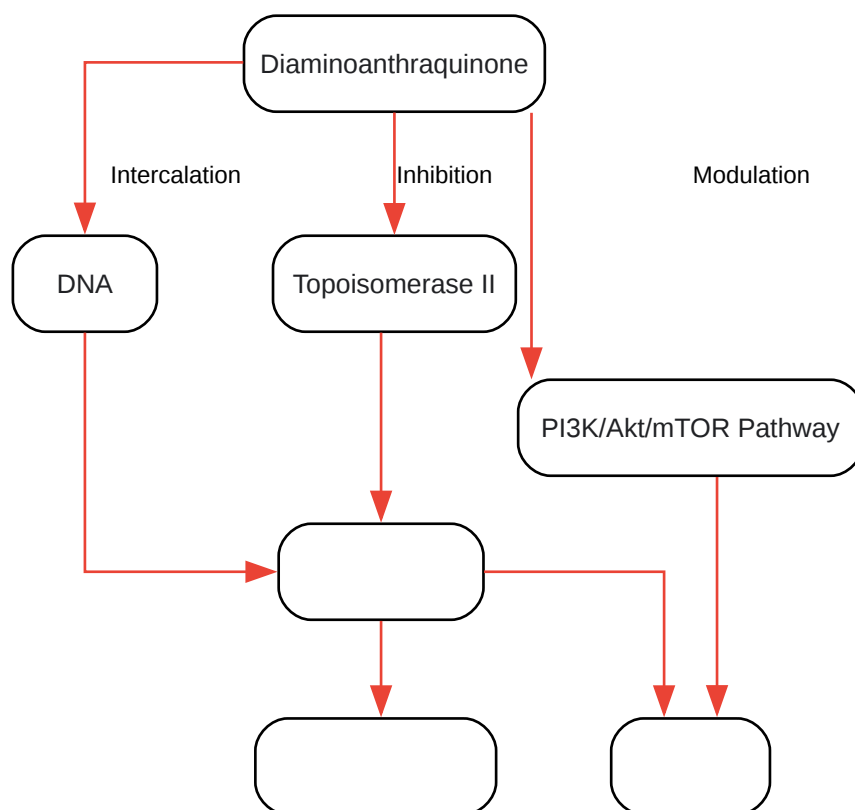 Diaminoanthraquinone
Intercalation
Inhibition
Modulation
DNA
Topoisomerase II
PI3K/Akt/mTOR Pathway